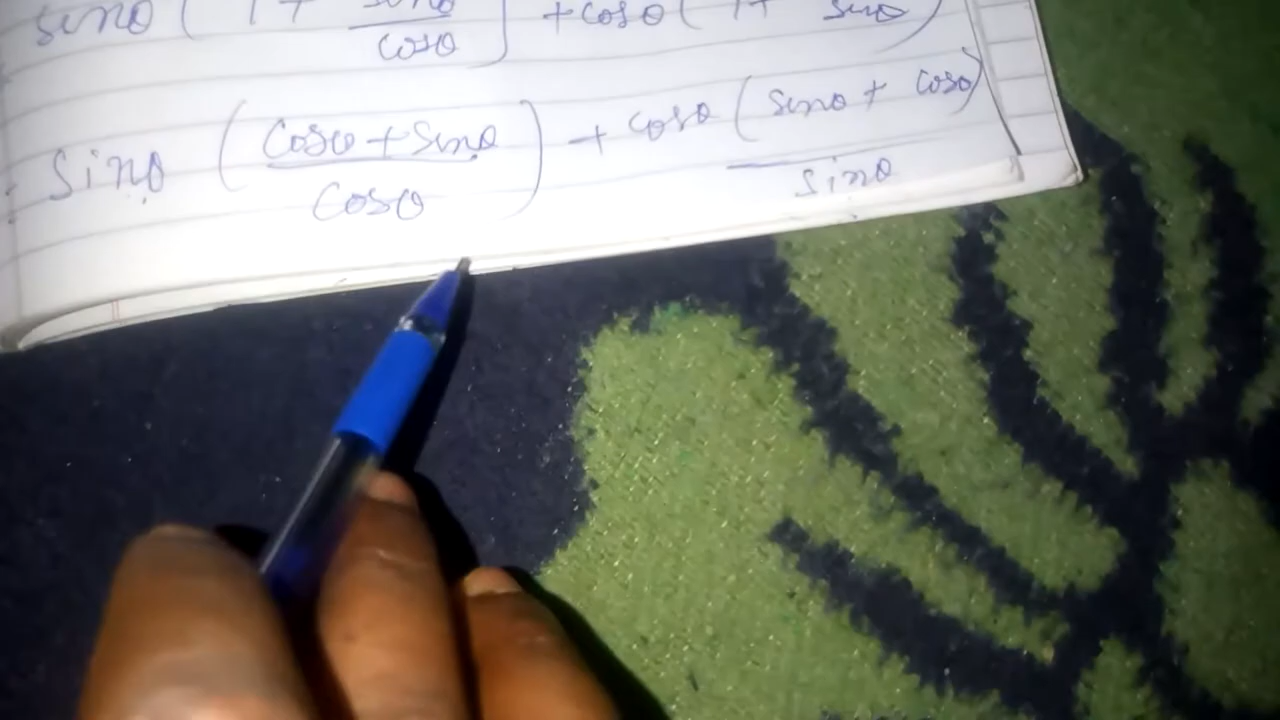 sinθ ( 1 + sinθ/cosθ ) + cosθ ( 1 + /sinθ )
: Sinθ ( (cosθ + sinθ)/cosθ ) + cosθ ( sinθ + cosθ)/sinθ